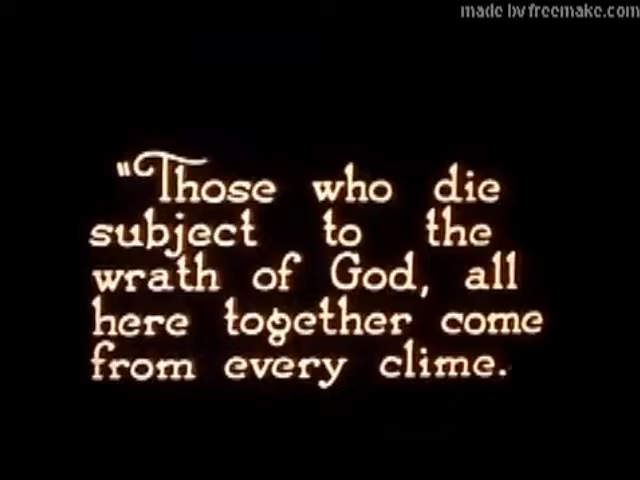 made by freemake.com
"Those who die
subject to the
wrath of God, all
here together come
from every clime.